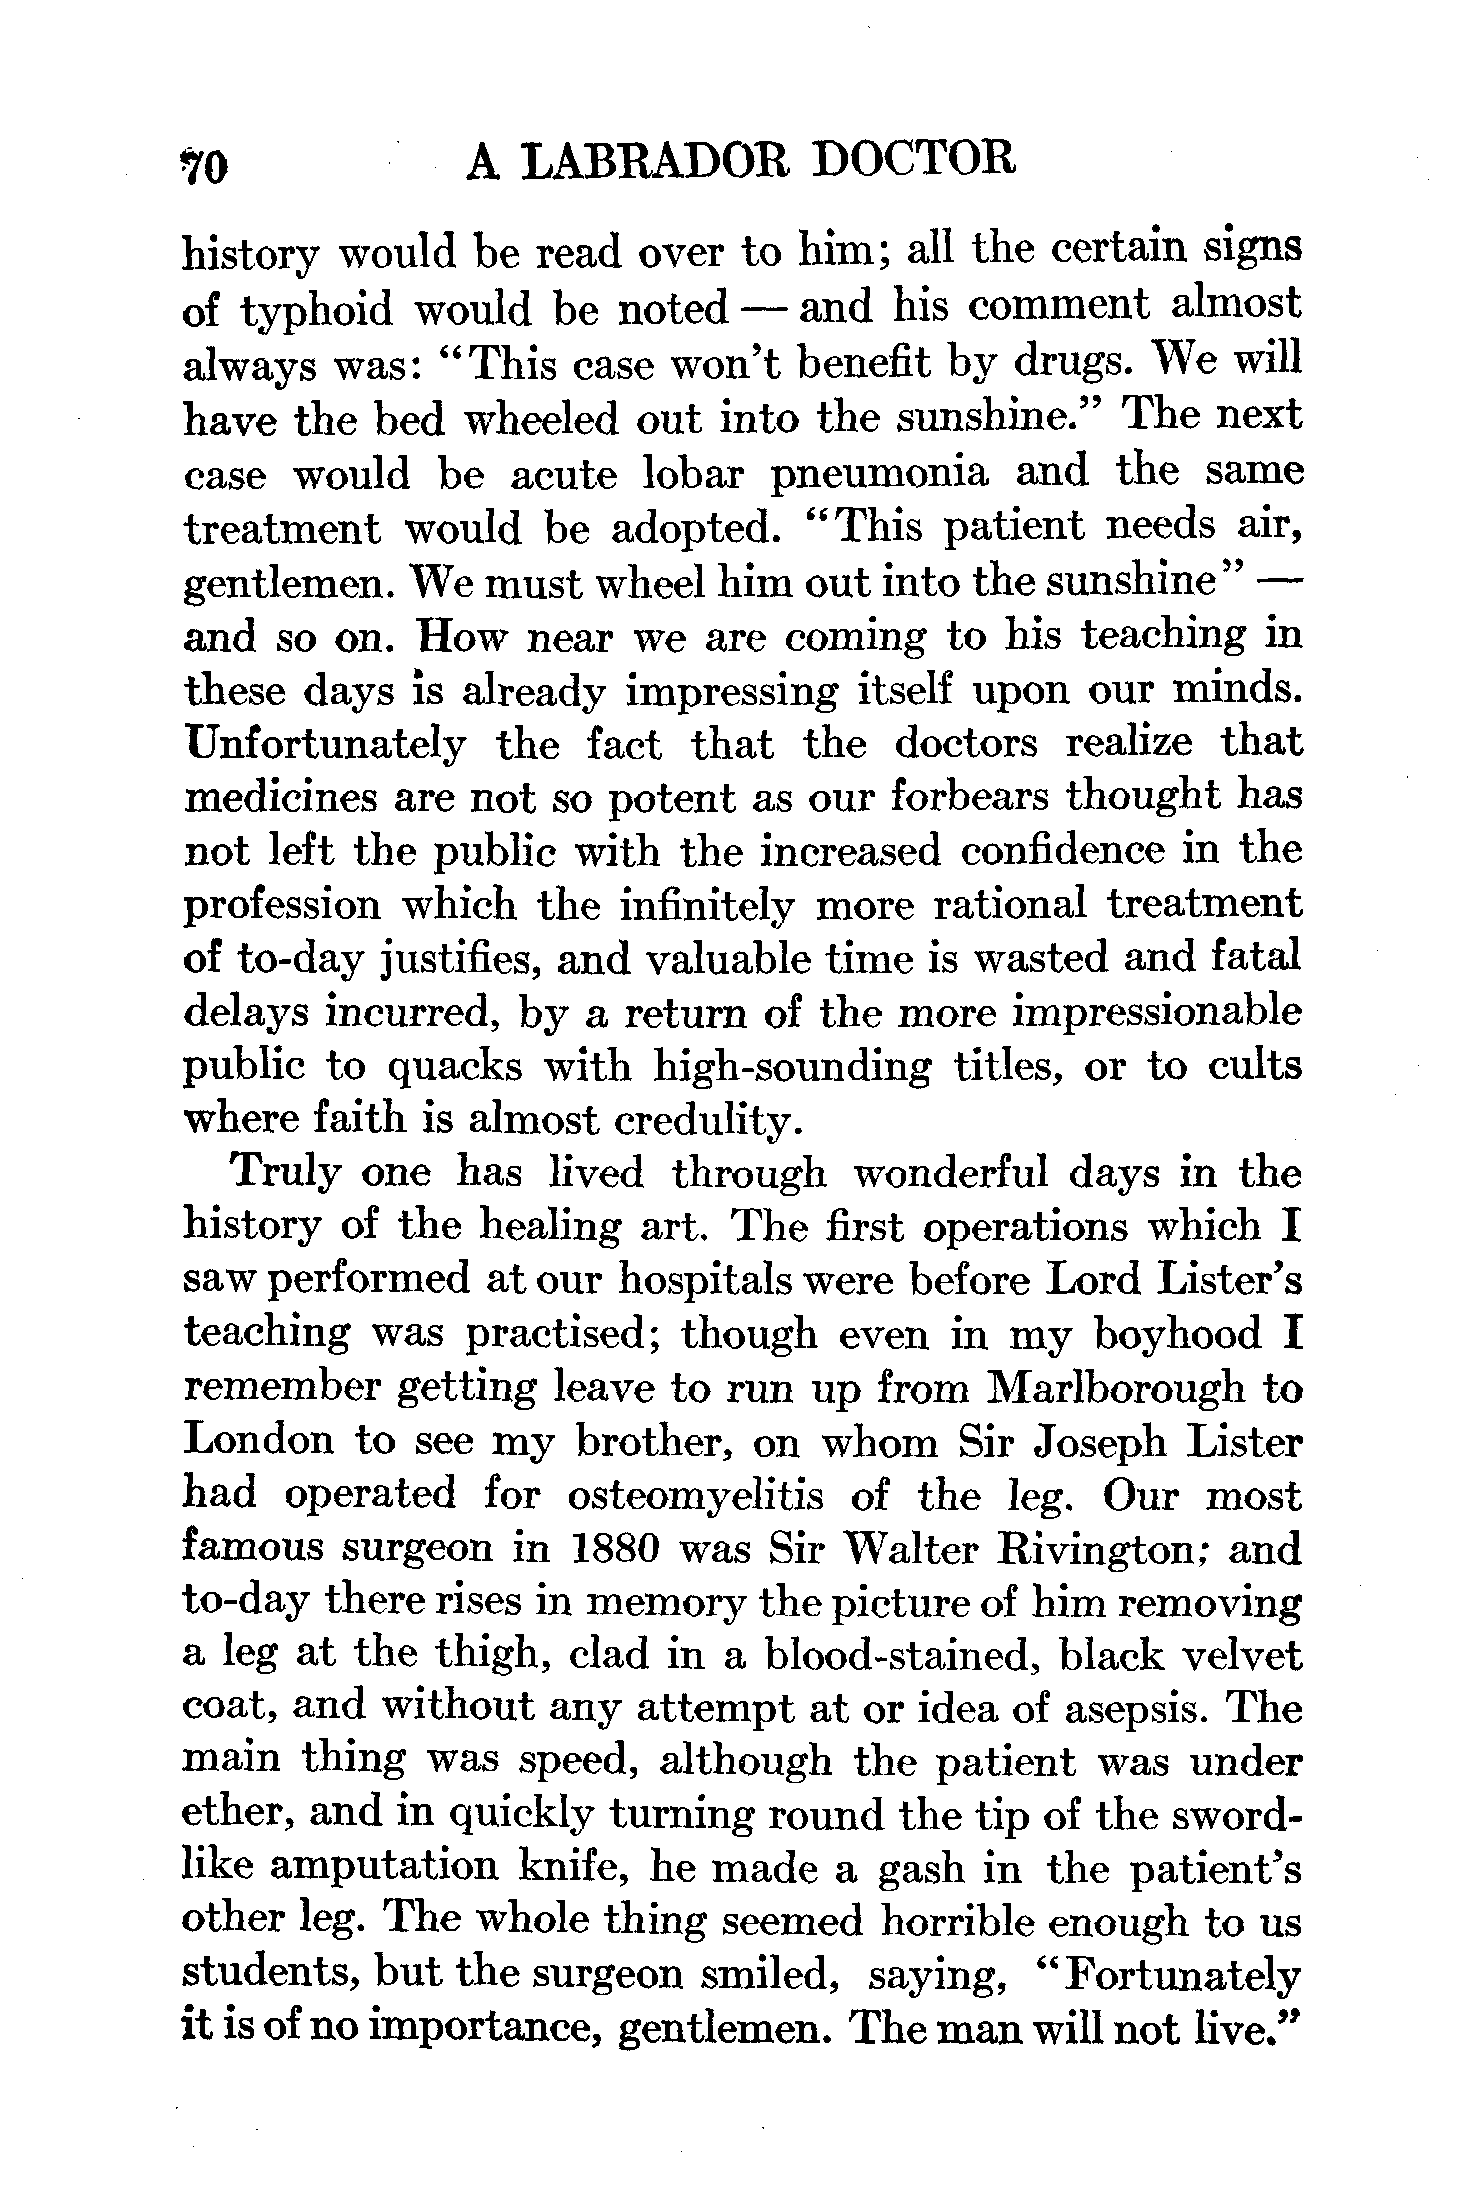 70 A LABRADOR DOCTOR
history would be read over to him; all the certain signs
of typhoid would be noted — and his comment almost
always was: "This case won't benefit by drugs. We will
have the bed wheeled out into the sunshine." The next
case would be acute lobar pneumonia and the same
treatment would be adopted. "This patient needs air,
gentlemen. We must wheel him out into the sunshine" —
and so on. How near we are coming to his teaching in
these days is already impressing itself upon our minds.
Unfortunately the fact that the doctors realize that
medicines are not so potent as our forbears thought has
not left the public with the increased confidence in the
profession which the infinitely more rational treatment
of to-day justifies, and valuable time is wasted and fatal
delays incurred, by a return of the more impressionable
public to quacks with high-sounding titles, or to cults
where faith is almost credulity.
Truly one has lived through wonderful days in the
history of the healing art. The first operations which I
saw performed at our hospitals were before Lord Lister's
teaching was practised; though even in my boyhood I
remember getting leave to run up from Marlborough to
London to see my brother, on whom Sir Joseph Lister
had operated for osteomyelitis of the leg. Our most
famous surgeon in 1880 was Sir Walter Rivington; and
to-day there rises in memory the picture of him removing
a leg at the thigh, clad in a blood-stained, black velvet
coat, and without any attempt at or idea of asepsis. The
main thing was speed, although the patient was under
ether, and in quickly turning round the tip of the sword-
like amputation knife, he made a gash in the patient's
other leg. The whole thing seemed horrible enough to us
students, but the surgeon smiled, saying, "Fortunately
it is of no importance, gentlemen. The man will not live."